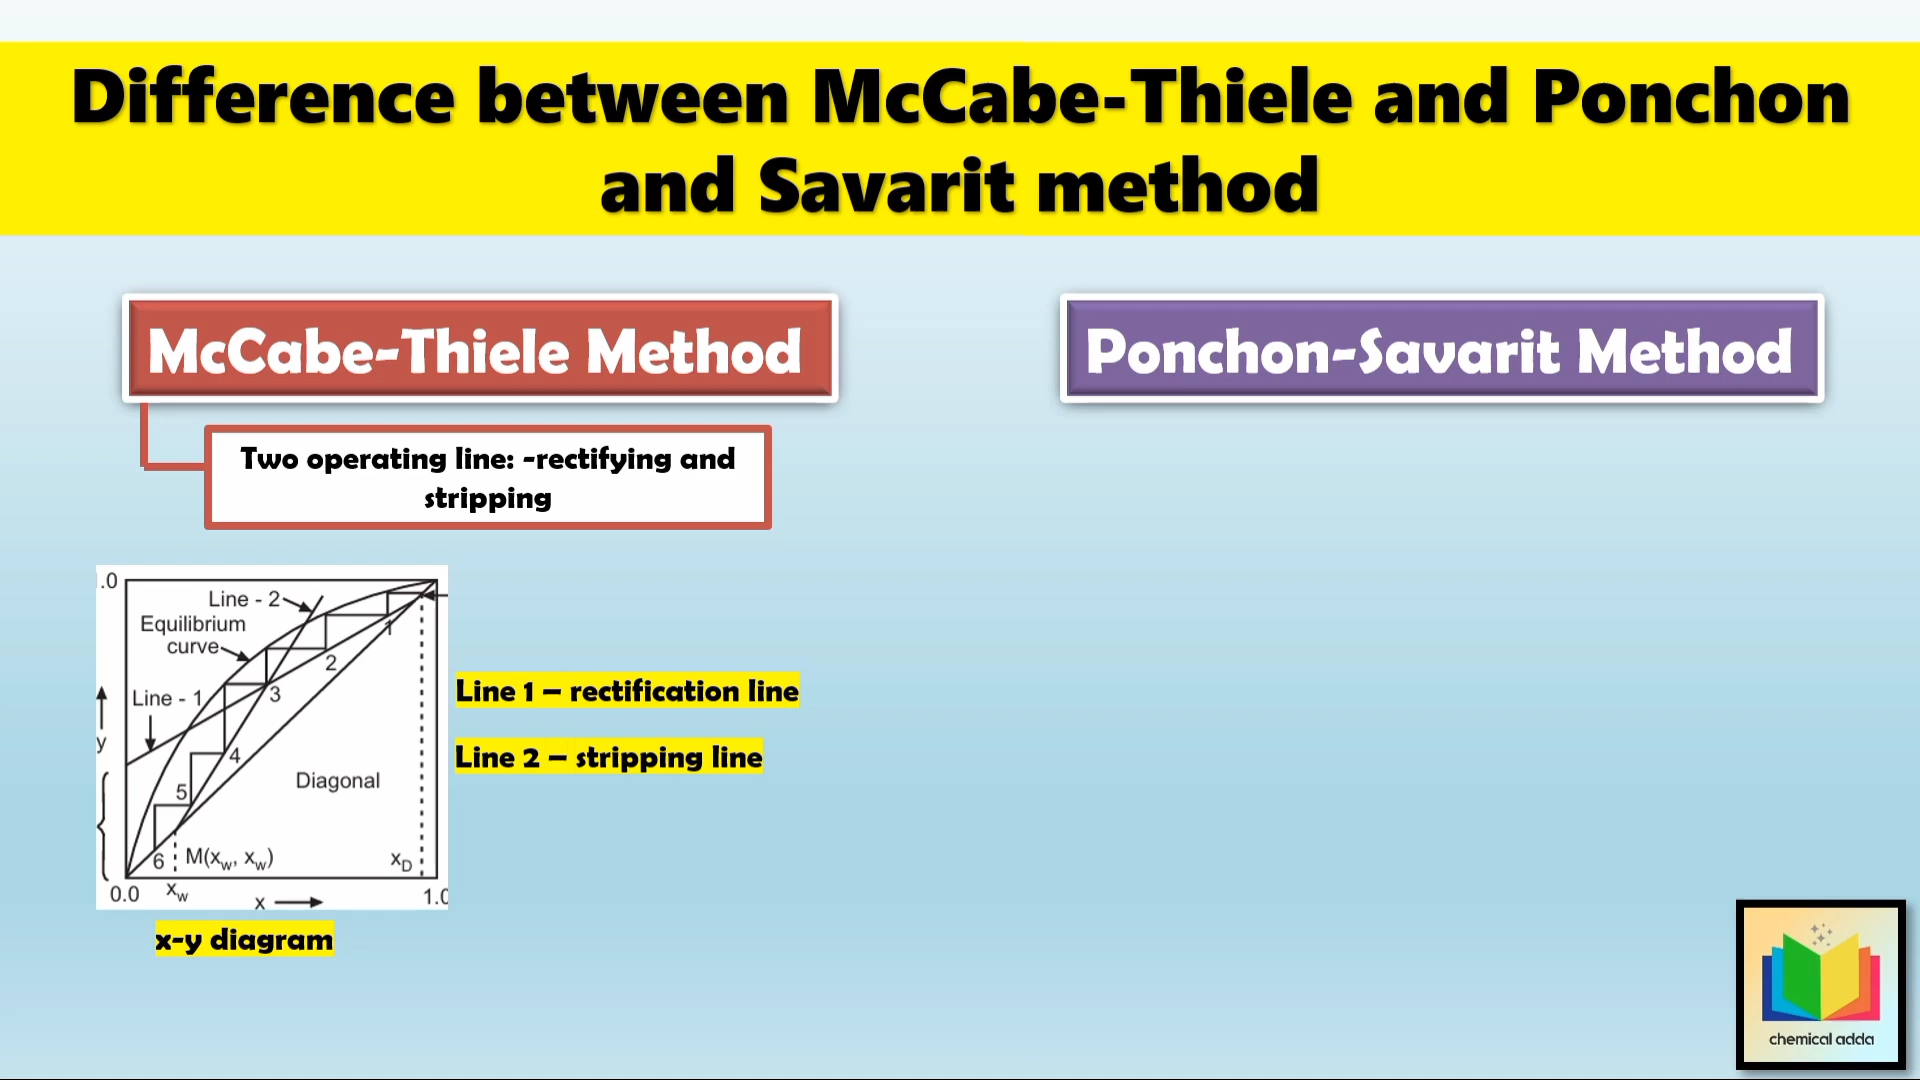 Difference between McCabe-Thiele and Ponchon
and Savarit method
McCabe-Thiele Method
Ponchon-Savarit Method
Two operating line: -rectifying and
stripping
.0
Line - 2
Equilibrium
curve
1
2
Line - 1
3
y
4
Diagonal
5
6
M(xw, xw)
xD
0.0
xw
x
1.0
Line 1 – rectification line
Line 2 – stripping line
x-y diagram
chemical adda